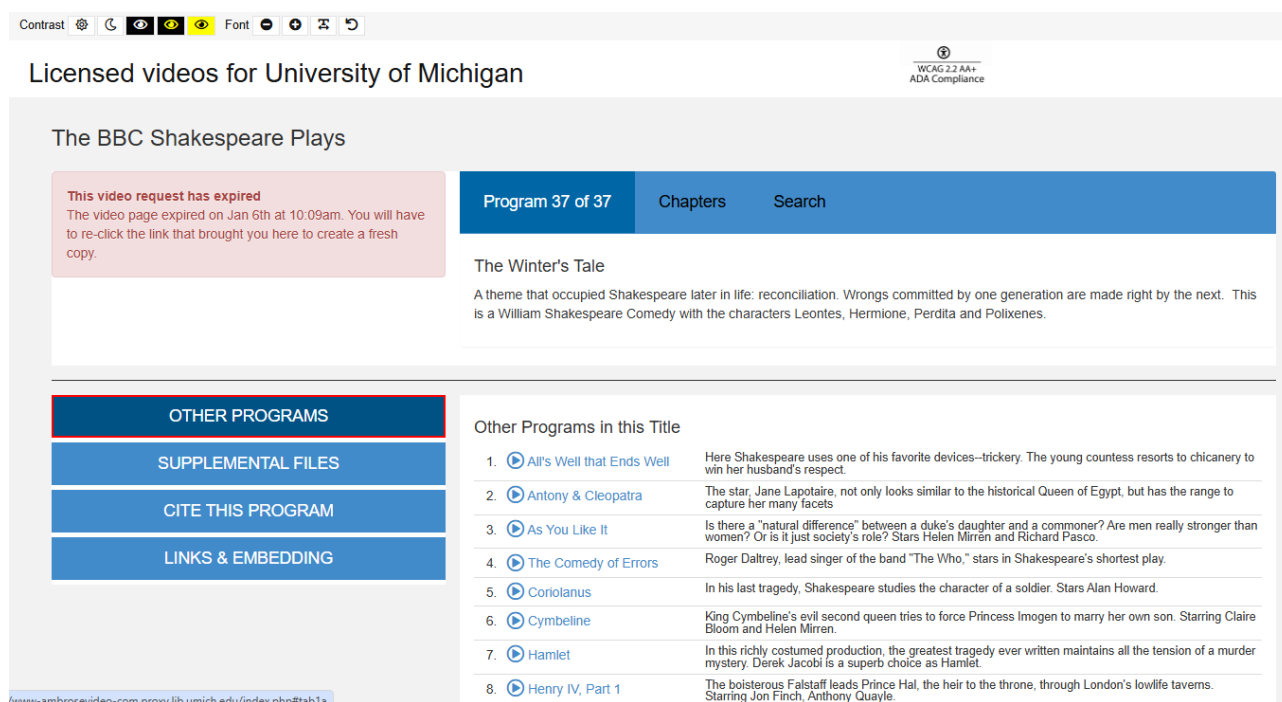 Contrast Font
Licensed videos for University of Michigan
WCAG 2.2 AA+
ADA Compliance
The BBC Shakespeare Plays
This video request has expired
The video page expired on Jan 6th at 10:09am. You will have
to re-click the link that brought you here to create a fresh
copy.
Program 37 of 37 Chapters Search
The Winter's Tale
A theme that occupied Shakespeare later in life: reconciliation. Wrongs committed by one generation are made right by the next. This
is a William Shakespeare Comedy with the characters Leontes, Hermione, Perdita and Polixenes.
OTHER PROGRAMS
SUPPLEMENTAL FILES
CITE THIS PROGRAM
LINKS & EMBEDDING
Other Programs in this Title
1. All's Well that Ends Well
Here Shakespeare uses one of his favorite devices--trickery. The young countess resorts to chicanery to
win her husband's respect.
2. Antony & Cleopatra
The star, Jane Lapotaire, not only looks similar to the historical Queen of Egypt, but has the range to
capture her many facets
3. As You Like It
Is there a "natural difference" between a duke's daughter and a commoner? Are men really stronger than
women? Or is it just society's role? Stars Helen Mirren and Richard Pasco.
4. The Comedy of Errors
Roger Daltrey, lead singer of the band "The Who," stars in Shakespeare's shortest play.
5. Coriolanus
In his last tragedy, Shakespeare studies the character of a soldier. Stars Alan Howard.
6. Cymbeline
King Cymbeline's evil second queen tries to force Princess Imogen to marry her own son. Starring Claire
Bloom and Helen Mirren.
7. Hamlet
In this richly costumed production, the greatest tragedy ever written maintains all the tension of a murder
mystery. Derek Jacobi is a superb choice as Hamlet.
8. Henry IV, Part 1
The boisterous Falstaff leads Prince Hal, the heir to the throne, through London's lowlife taverns.
Starring Jon Finch, Anthony Quayle.
/www-ambrosevideo-com.proxy.lib.umich.edu/index.php#tab1a